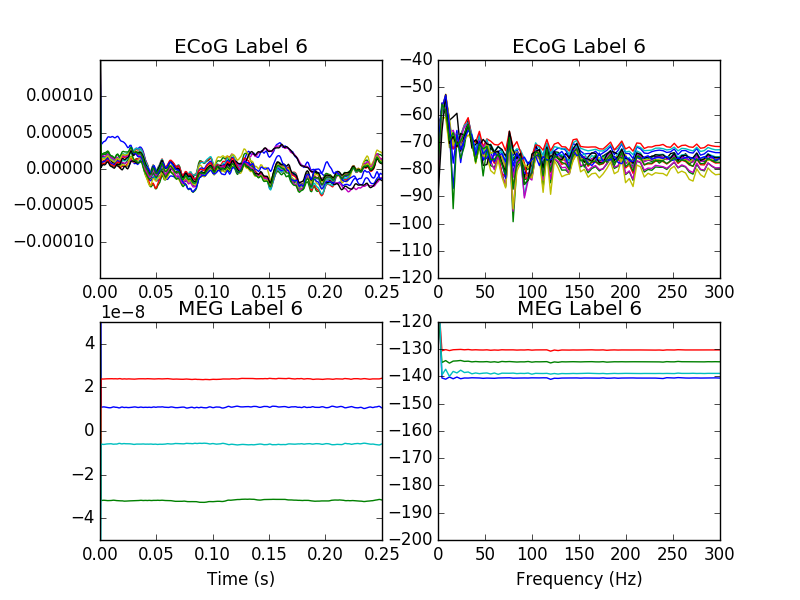 ECoG Label 6
0.00010
0.00005
0.00000
−0.00005
−0.00010
0.00 0.05 0.10 0.15 0.20 0.25
ECoG Label 6
−40
−50
−60
−70
−80
−90
−100
−110
−120
0 50 100 150 200 250 300
MEG Label 6
1e−8
4
2
0
−2
−4
0.00 0.05 0.10 0.15 0.20 0.25
Time (s)
MEG Label 6
−120
−130
−140
−150
−160
−170
−180
−190
−200
0 50 100 150 200 250 300
Frequency (Hz)